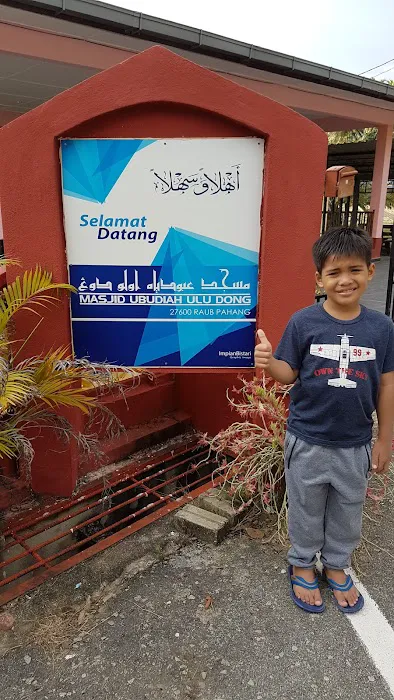 أهلا وسهلا
Selamat
Datang
مسجد عبوديه اولو دوڠ
MASJID UBUDIAH ULU DONG
27600 RAUB PAHANG
ImpianBistari
99
OWN THE SKY